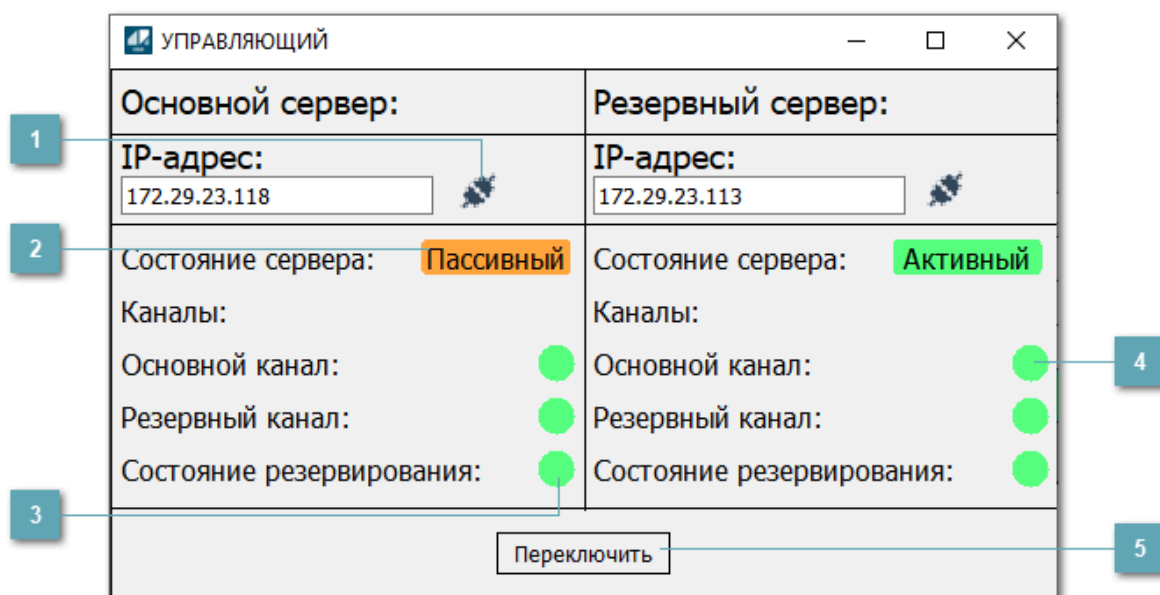 УПРАВЛЯЮЩИЙ
Основной сервер:
Резервный сервер:
1
IP-адрес:
IP-адрес:
172.29.23.118
172.29.23.113
2
Состояние сервера: Пассивный
Состояние сервера: Активный
Каналы:
Каналы:
Основной канал:
Основной канал:
4
Резервный канал:
Резервный канал:
Состояние резервирования:
Состояние резервирования:
3
Переключить
5